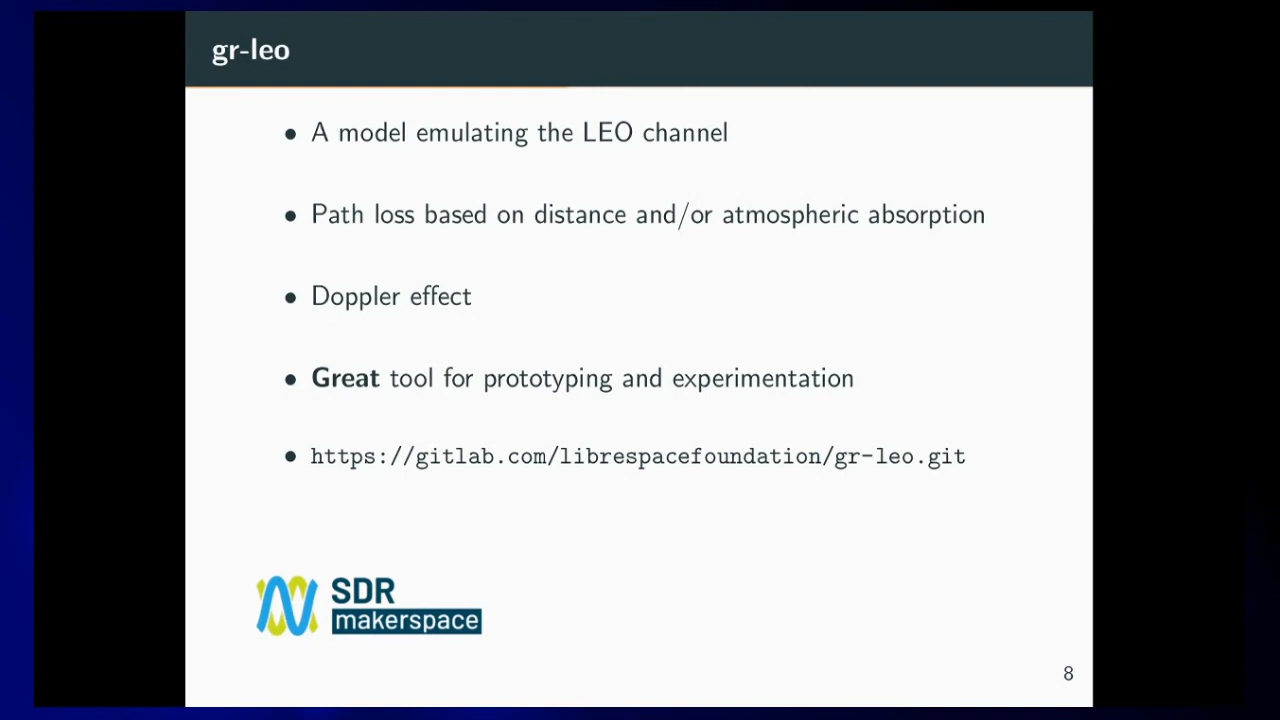 gr-leo
• A model emulating the LEO channel
• Path loss based on distance and/or atmospheric absorption
• Doppler effect
• Great tool for prototyping and experimentation
• https://gitlab.com/librespacefoundation/gr-leo.git
SDR
makerspace
8